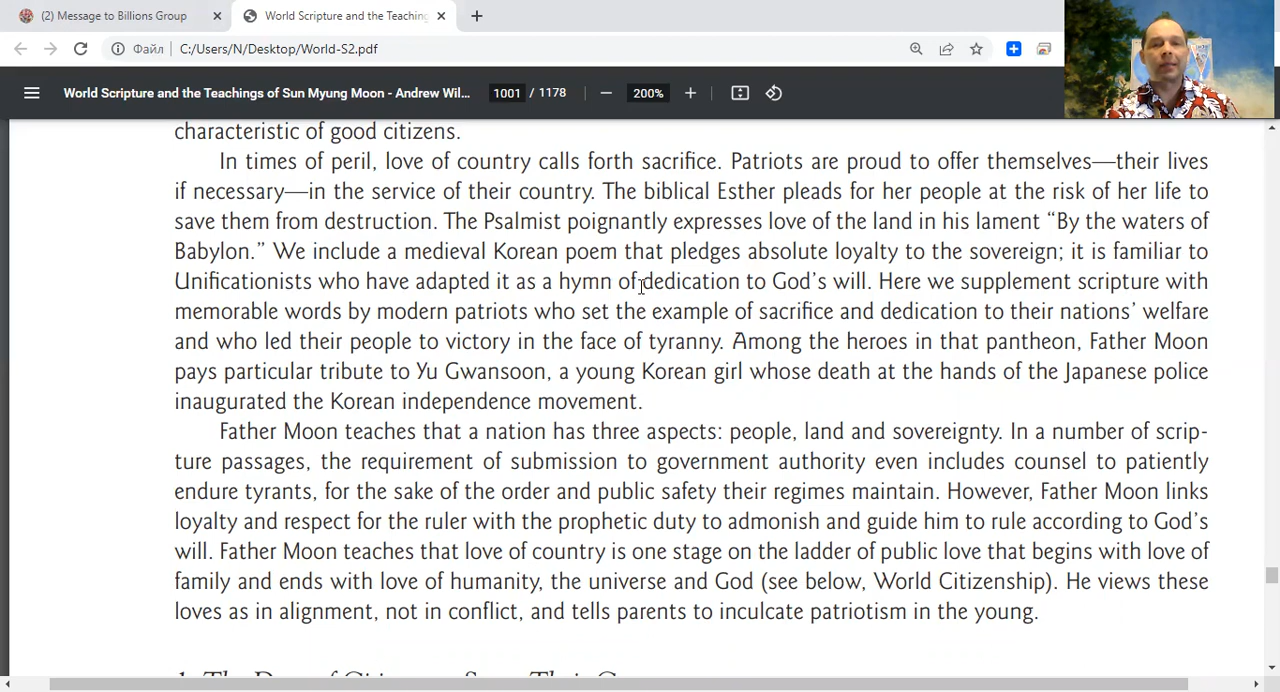 (2) Message to Billions Group
World Scripture and the Teaching
Файл C:/Users/N/Desktop/World-S2.pdf
World Scripture and the Teachings of Sun Myung Moon - Andrew Wil... 1001 / 1178 200%
characteristic of good citizens.
In times of peril, love of country calls forth sacrifice. Patriots are proud to offer themselves—their lives
if necessary—in the service of their country. The biblical Esther pleads for her people at the risk of her life to
save them from destruction. The Psalmist poignantly expresses love of the land in his lament “By the waters of
Babylon.” We include a medieval Korean poem that pledges absolute loyalty to the sovereign; it is familiar to
Unificationists who have adapted it as a hymn of dedication to God’s will. Here we supplement scripture with
memorable words by modern patriots who set the example of sacrifice and dedication to their nations’ welfare
and who led their people to victory in the face of tyranny. Among the heroes in that pantheon, Father Moon
pays particular tribute to Yu Gwansoon, a young Korean girl whose death at the hands of the Japanese police
inaugurated the Korean independence movement.
Father Moon teaches that a nation has three aspects: people, land and sovereignty. In a number of scrip-
ture passages, the requirement of submission to government authority even includes counsel to patiently
endure tyrants, for the sake of the order and public safety their regimes maintain. However, Father Moon links
loyalty and respect for the ruler with the prophetic duty to admonish and guide him to rule according to God’s
will. Father Moon teaches that love of country is one stage on the ladder of public love that begins with love of
family and ends with love of humanity, the universe and God (see below, World Citizenship). He views these
loves as in alignment, not in conflict, and tells parents to inculcate patriotism in the young.